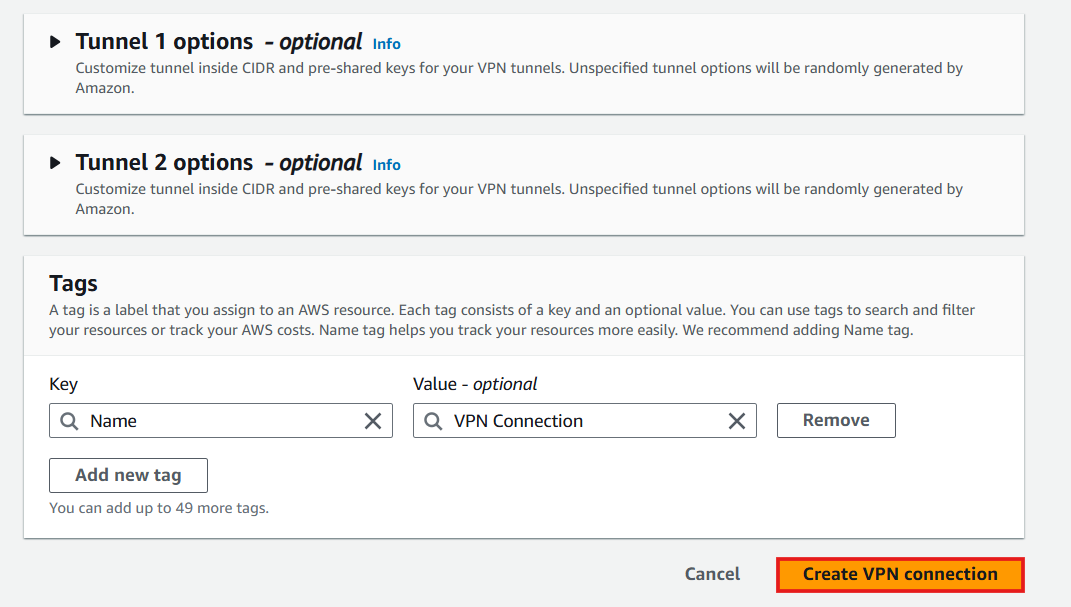 Tunnel 1 options - optional Info
Customize tunnel inside CIDR and pre-shared keys for your VPN tunnels. Unspecified tunnel options will be randomly generated by
Amazon.
Tunnel 2 options - optional Info
Customize tunnel inside CIDR and pre-shared keys for your VPN tunnels. Unspecified tunnel options will be randomly generated by
Amazon.
Tags
A tag is a label that you assign to an AWS resource. Each tag consists of a key and an optional value. You can use tags to search and filter
your resources or track your AWS costs. Name tag helps you track your resources more easily. We recommend adding Name tag.
Key Value - optional
Name VPN Connection Remove
Add new tag
You can add up to 49 more tags.
Cancel Create VPN connection